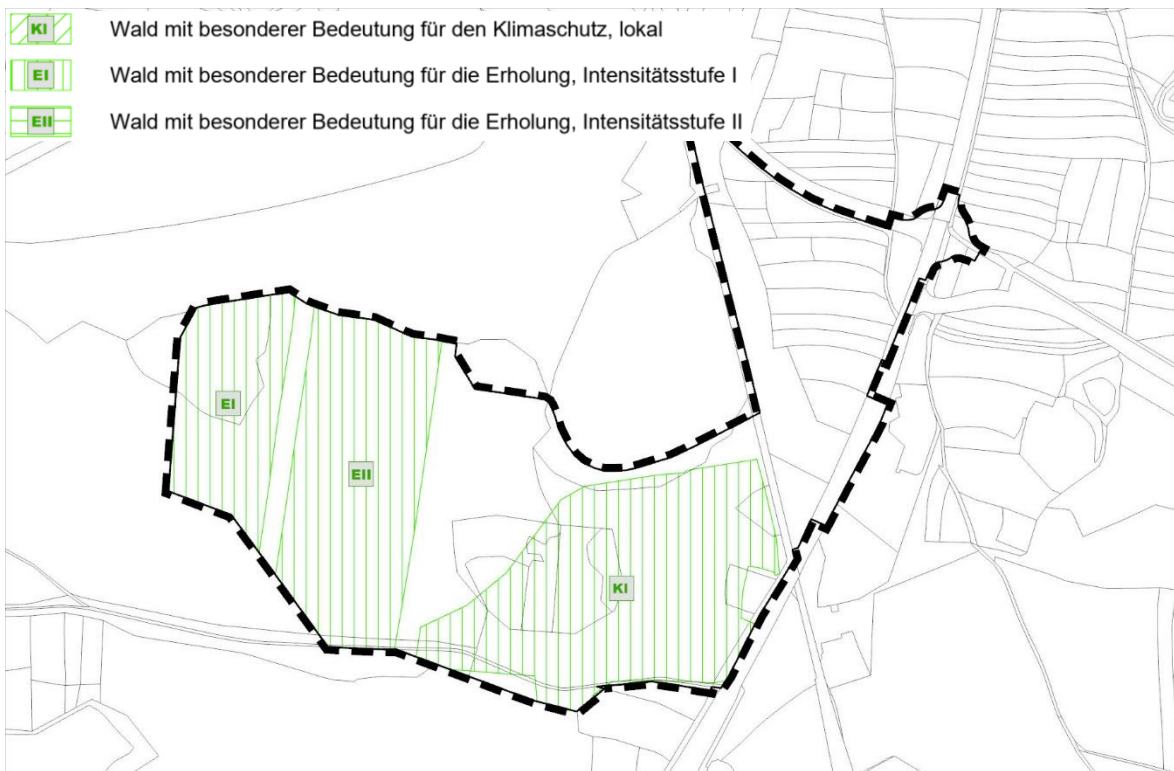 KI Wald mit besonderer Bedeutung für den Klimaschutz, lokal
EI Wald mit besonderer Bedeutung für die Erholung, Intensitätsstufe I
EII Wald mit besonderer Bedeutung für die Erholung, Intensitätsstufe II
EI
EII
KI